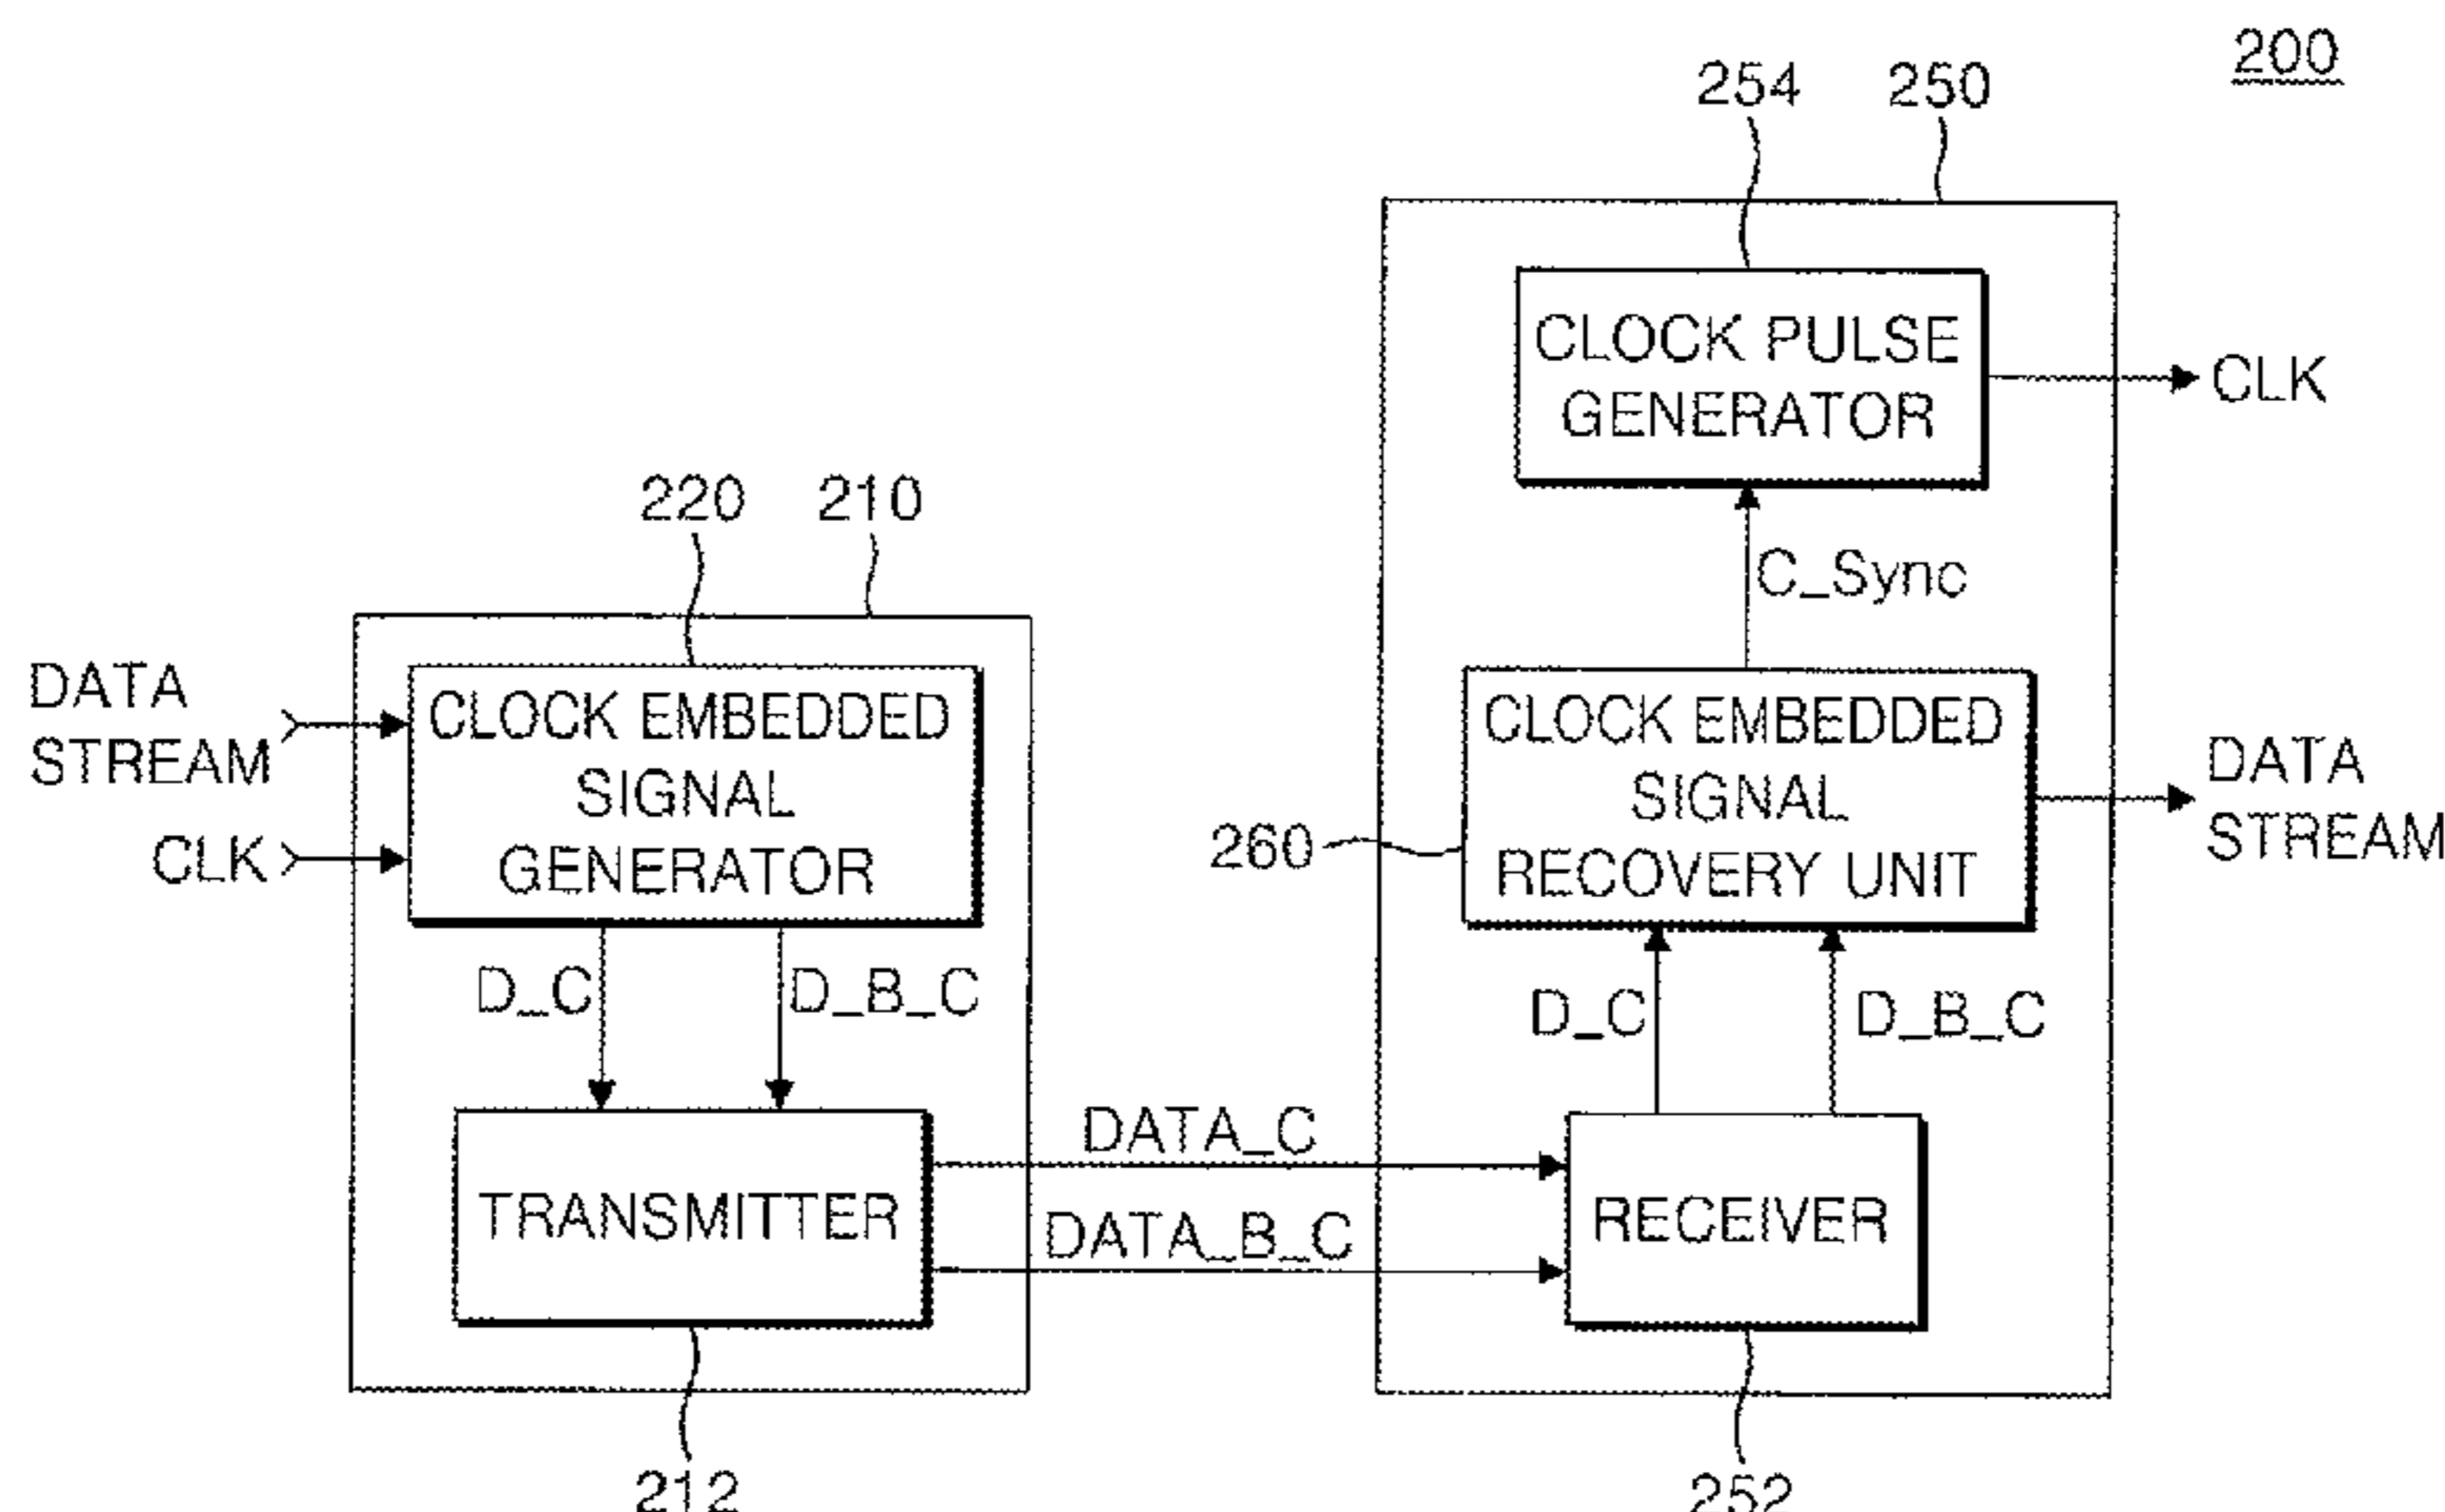 200
254
250
CLOCK PULSE
GENERATOR
CLK
220
210
C_Sync
DATA
STREAM
CLK
CLOCK EMBEDDED
SIGNAL
GENERATOR
260
CLOCK EMBEDDED
SIGNAL
RECOVERY UNIT
DATA
STREAM
D_C
D_B_C
D_C
D_B_C
TRANSMITTER
DATA_C
DATA_B_C
RECEIVER
212
252